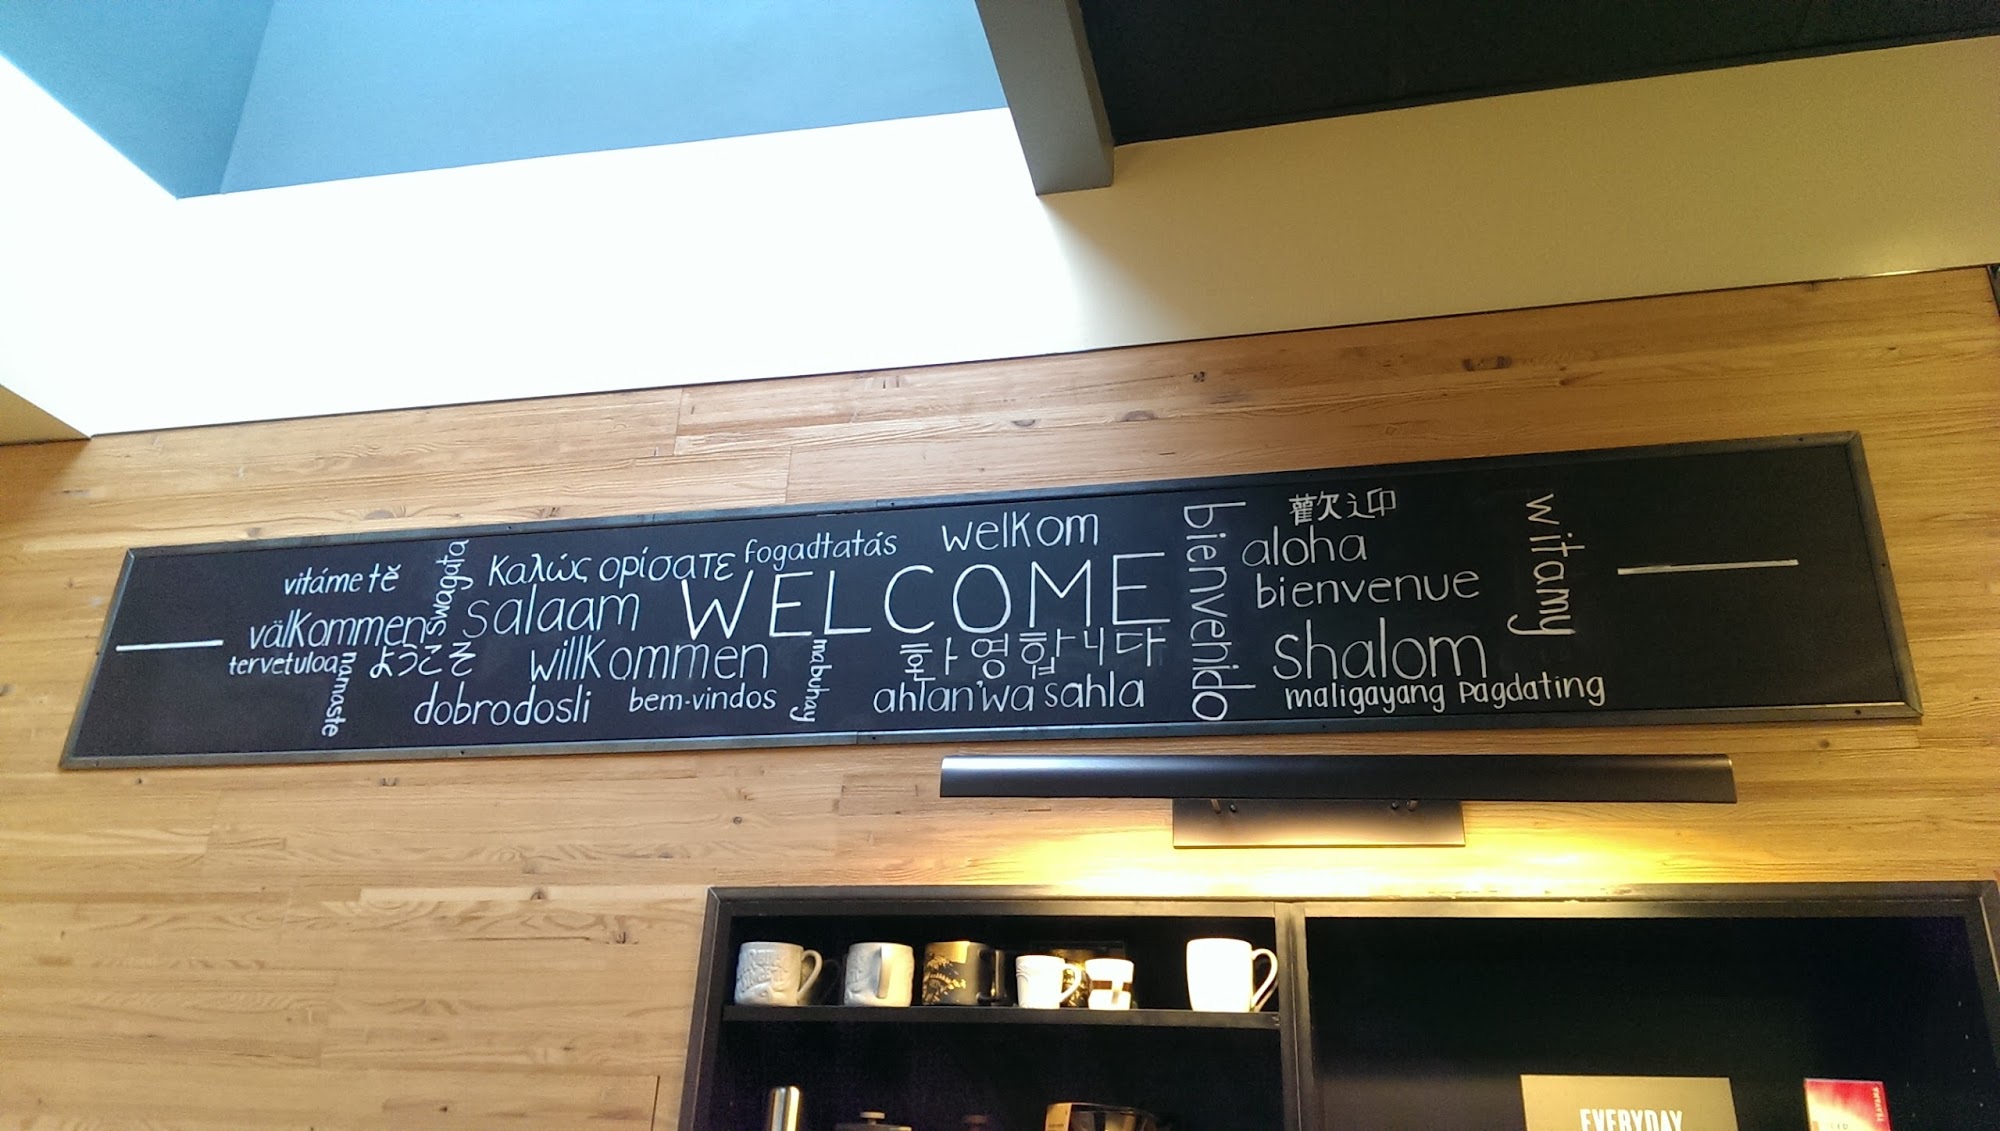 vitáme tě
swagata
välkommen
tervetuloa
namaste
ようこそ
Καλώς ορίσατε
salaam
willkommen
dobrodosli
bem-vindos
fogadtatás
mabuhay
welkom
WELCOME
환영합니다
ahlan'wa sahla
bienvehido
歡迎
aloha
bienvenue
Shalom
maligayang pagdating
witamy
EVERYDAY